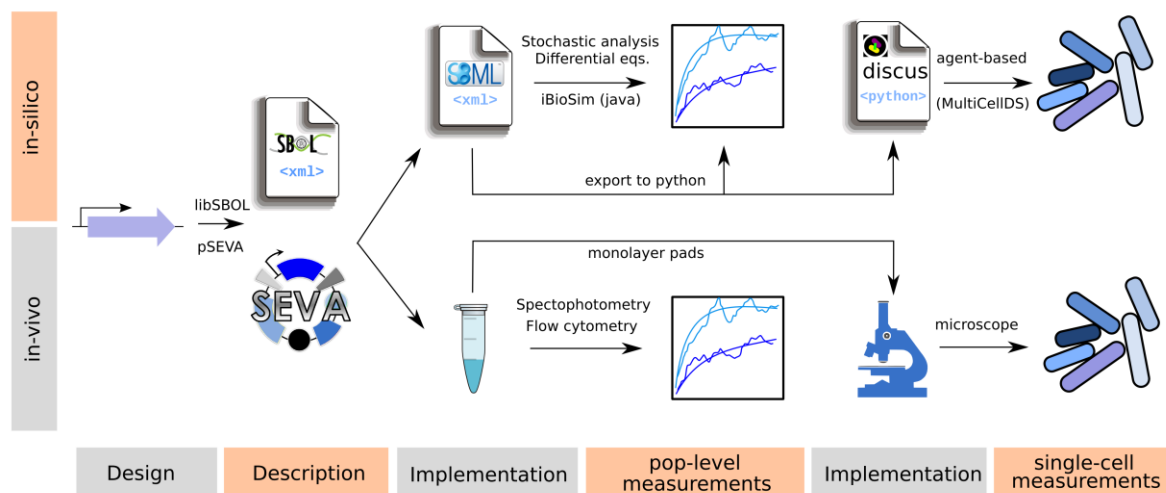 in-silico
in-vivo
libSBOL
pSEVA
SBOL
<xml>
SEVA
SBML
<xml>
Stochastic analysis
Differential eqs.
iBioSim (java)
export to python
discus
<python>
agent-based
(MultiCellDS)
monolayer pads
Spectophotometry
Flow cytometry
microscope
Design
Description
Implementation
pop-level
measurements
Implementation
single-cell
measurements